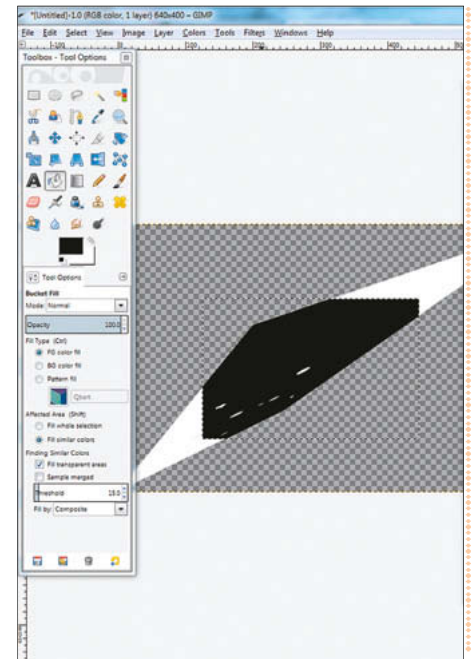 *[Untitled]-1.0 (RGB color, 1 layer) 640x400 – GIMP
File Edit Select View Image Layer Colors Tools Filters Windows Help
Toolbox - Tool Options
Tool Options
Bucket Fill
Mode: Normal
Opacity 100.0
Fill Type (Ctrl)
FG color fill
BG color fill
Pattern fill
Affected Area (Shift)
Fill whole selection
Fill similar colors
Finding Similar Colors
Fill transparent areas
Sample merged
Threshold 15.0
Fill by: Composite